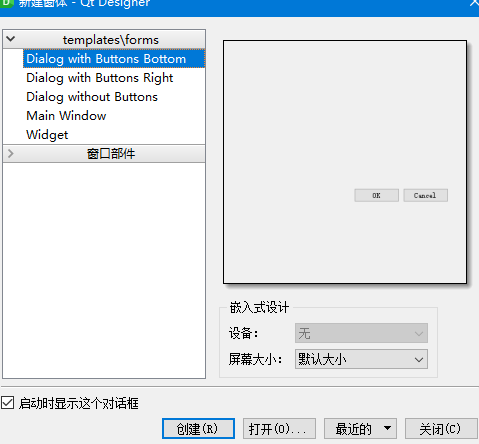 新建窗体 - Qt Designer
templates\forms
Dialog with Buttons Bottom
Dialog with Buttons Right
Dialog without Buttons
Main Window
Widget
窗口部件
OK Cancel
嵌入式设计
设备: 无
屏幕大小: 默认大小
启动时显示这个对话框
创建(R) 打开(O)... 最近的 关闭(C)